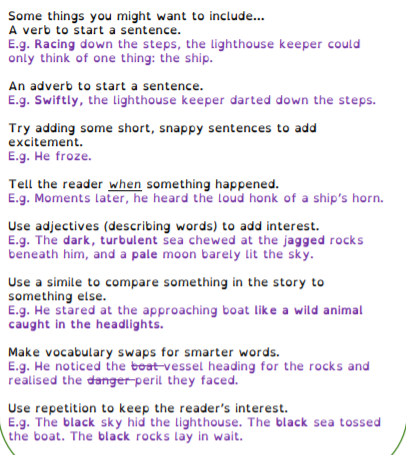 Some things you might want to include...
A verb to start a sentence.
E.g. Racing down the steps, the lighthouse keeper could
only think of one thing: the ship.
An adverb to start a sentence.
E.g. Swiftly, the lighthouse keeper darted down the steps.
Try adding some short, snappy sentences to add
excitement.
E.g. He froze.
Tell the reader when something happened.
E.g. Moments later, he heard the loud honk of a ship's horn.
Use adjectives (describing words) to add interest.
E.g. The dark, turbulent sea chewed at the jagged rocks
beneath him, and a pale moon barely lit the sky.
Use a simile to compare something in the story to
something else.
E.g. He stared at the approaching boat like a wild animal
caught in the headlights.
Make vocabulary swaps for smarter words.
E.g. He noticed the boat vessel heading for the rocks and
realised the danger peril they faced.
Use repetition to keep the reader's interest.
E.g. The black sky hid the lighthouse. The black sea tossed
the boat. The black rocks lay in wait.